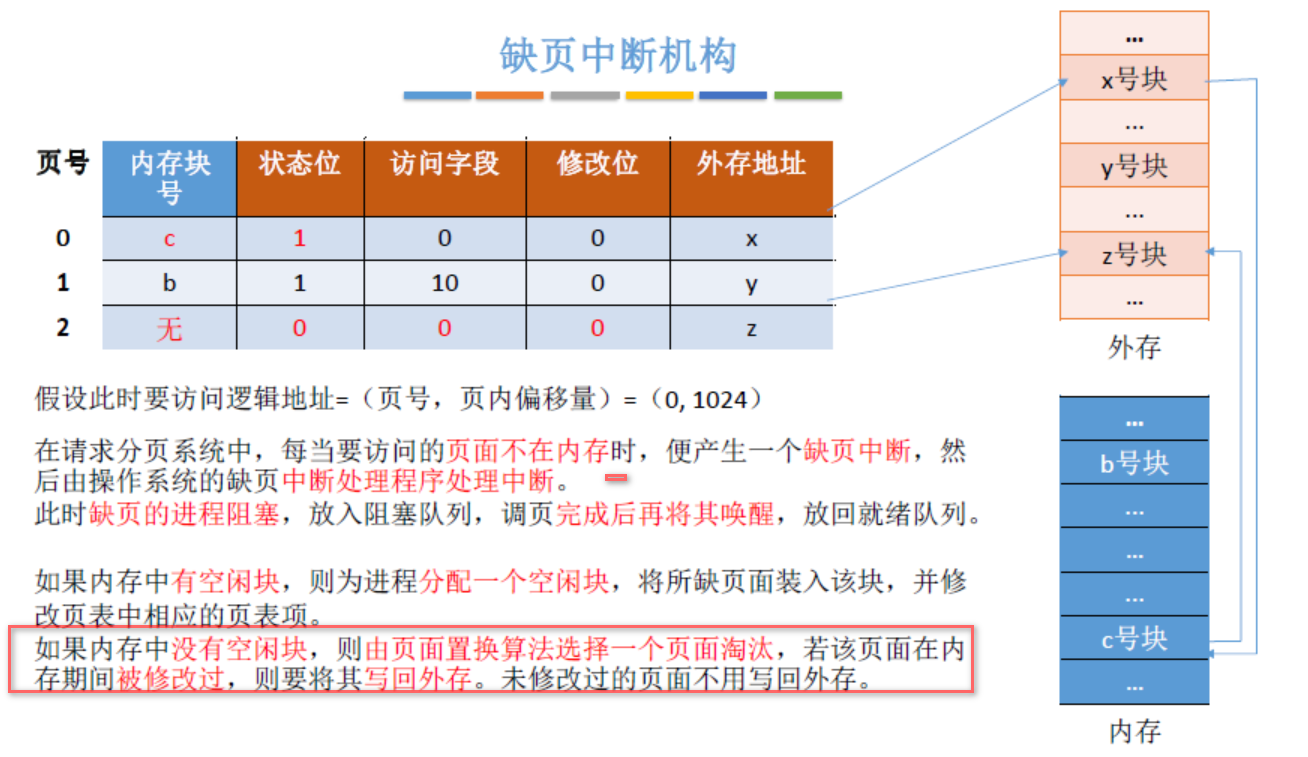 缺页中断机构
页号 内存块号 状态位 访问字段 修改位 外存地址
0 c 1 0 0 x
1 b 1 10 0 y
2 无 0 0 0 z
假设此时要访问逻辑地址=（页号，页内偏移量）=（0, 1024）
在请求分页系统中，每当要访问的页面不在内存时，便产生一个缺页中断，然
后由操作系统的缺页中断处理程序处理中断。
此时缺页的进程阻塞，放入阻塞队列，调页完成后再将其唤醒，放回就绪队列。
如果内存中有空闲块，则为进程分配一个空闲块，将所缺页面装入该块，并修
改页表中相应的页表项。
如果内存中没有空闲块，则由页面置换算法选择一个页面淘汰，若该页面在内
存期间被修改过，则要将其写回外存。未修改过的页面不用写回外存。
...
x号块
...
y号块
...
z号块
...
外存
...
b号块
...
...
...
c号块
...
内存